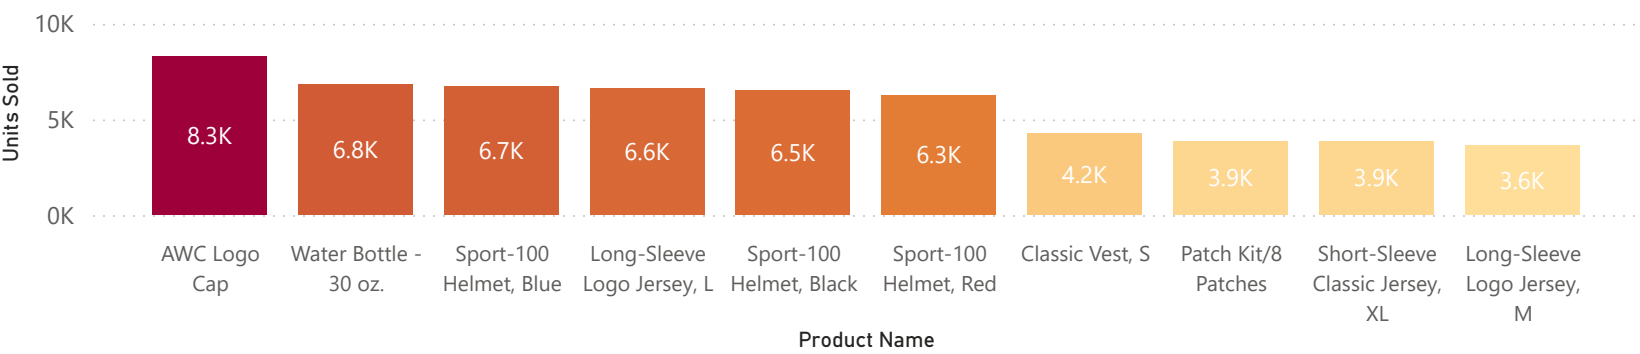 10K
5K
0K
Units Sold
8.3K
6.8K
6.7K
6.6K
6.5K
6.3K
4.2K
3.9K
3.9K
3.6K
AWC Logo
Cap
Water Bottle -
30 oz.
Sport-100
Helmet, Blue
Long-Sleeve
Logo Jersey, L
Sport-100
Helmet, Black
Sport-100
Helmet, Red
Classic Vest, S
Patch Kit/8
Patches
Short-Sleeve
Classic Jersey,
XL
Long-Sleeve
Logo Jersey,
M
Product Name